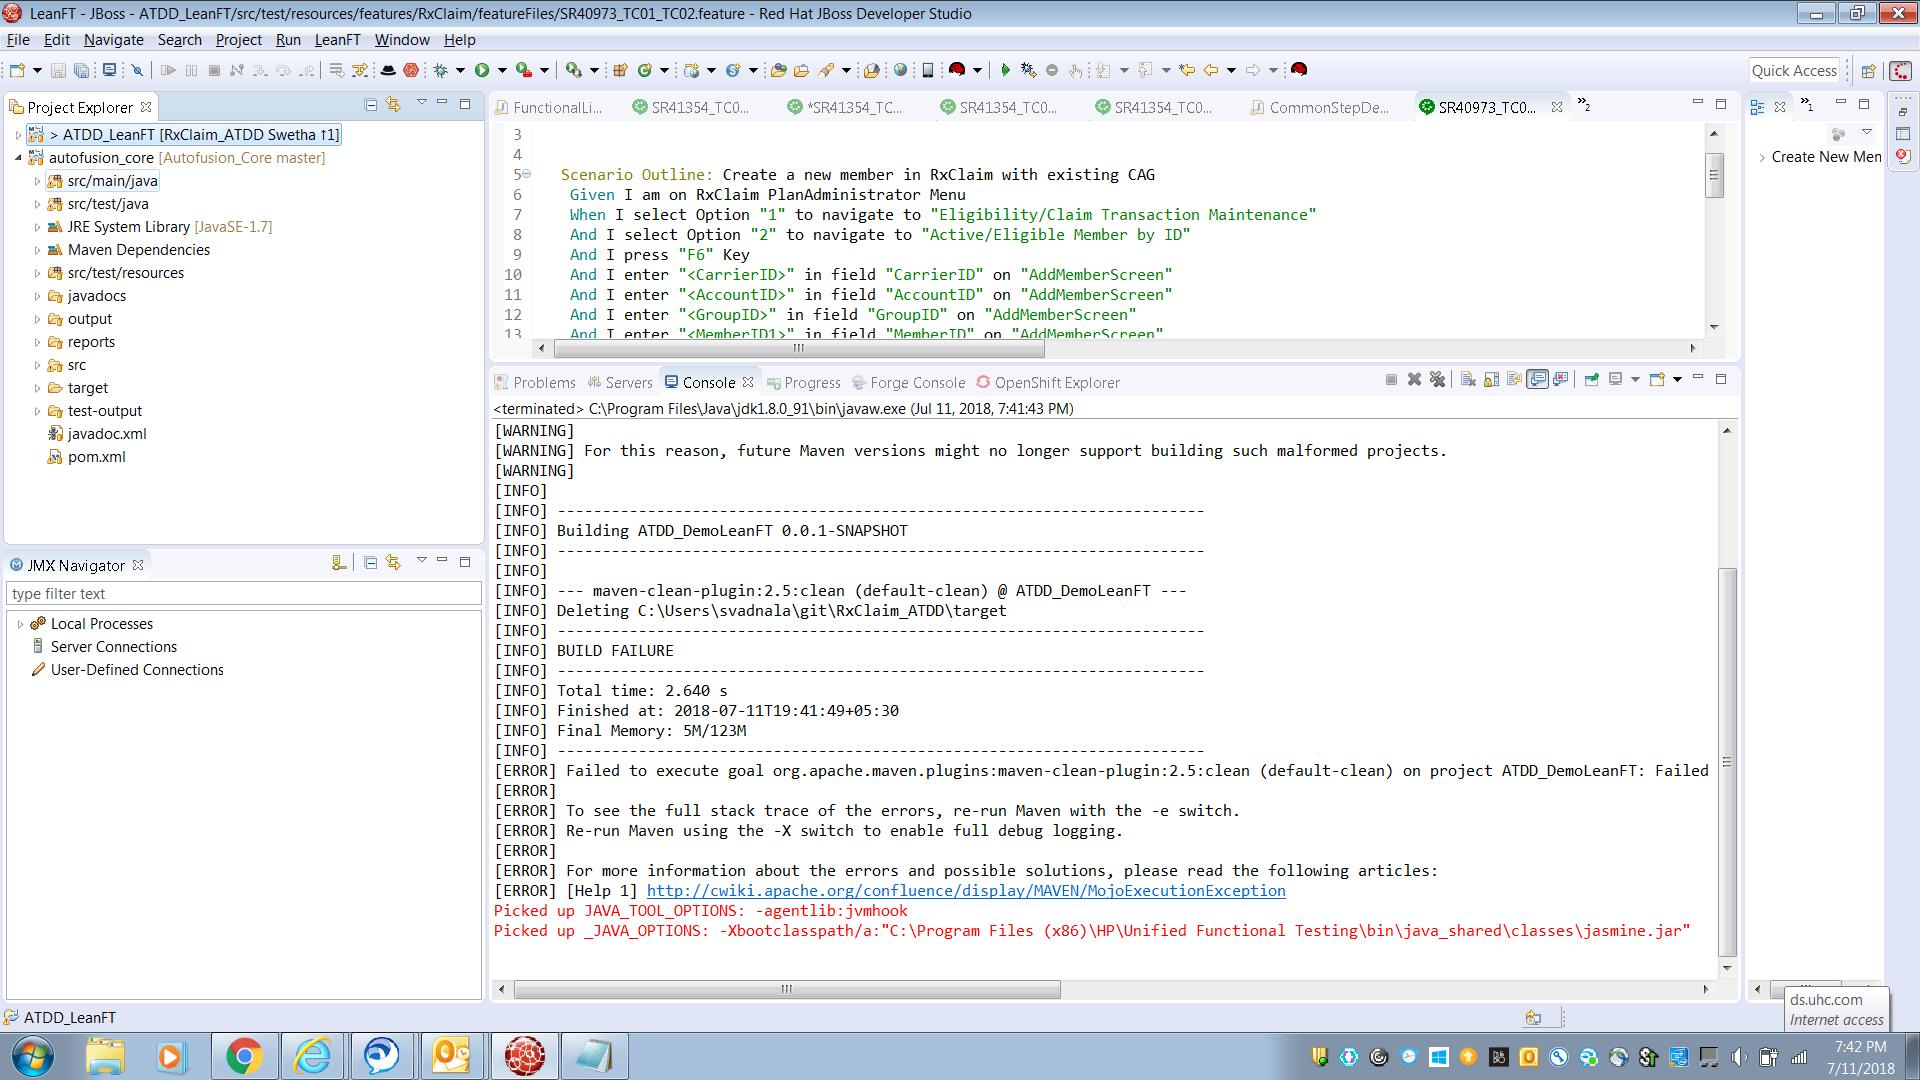 LeanFT - JBoss - ATDD_LeanFT/src/test/resources/features/RxClaim/featureFiles/SR40973_TC01_TC02.feature - Red Hat JBoss Developer Studio
File Edit Navigate Search Project Run LeanFT Window Help
Quick Access
Project Explorer
> ATDD_LeanFT [RxClaim_ATDD Swetha ↑1]
autofusion_core [Autofusion_Core master]
src/main/java
src/test/java
JRE System Library [JavaSE-1.7]
Maven Dependencies
src/test/resources
javadocs
output
reports
src
target
test-output
javadoc.xml
pom.xml
JMX Navigator
type filter text
Local Processes
Server Connections
User-Defined Connections
FunctionalLi... SR41354_TC0... *SR41354_TC... SR41354_TC0... SR41354_TC0... CommonStepDe... SR40973_TC0... »2
3
4
5 Scenario Outline: Create a new member in RxClaim with existing CAG
6 Given I am on RxClaim PlanAdministrator Menu
7 When I select Option "1" to navigate to "Eligibility/Claim Transaction Maintenance"
8 And I select Option "2" to navigate to "Active/Eligible Member by ID"
9 And I press "F6" Key
10 And I enter "<CarrierID>" in field "CarrierID" on "AddMemberScreen"
11 And I enter "<AccountID>" in field "AccountID" on "AddMemberScreen"
12 And I enter "<GroupID>" in field "GroupID" on "AddMemberScreen"
13 And I enter "<MemberID1>" in field "MemberID" on "AddMemberScreen"
»1
Create New Mem
Problems Servers Console Progress Forge Console OpenShift Explorer
<terminated> C:\Program Files\Java\jdk1.8.0_91\bin\javaw.exe (Jul 11, 2018, 7:41:43 PM)
[WARNING]
[WARNING] For this reason, future Maven versions might no longer support building such malformed projects.
[WARNING]
[INFO]
[INFO] ------------------------------------------------------------------------
[INFO] Building ATDD_DemoLeanFT 0.0.1-SNAPSHOT
[INFO] ------------------------------------------------------------------------
[INFO]
[INFO] --- maven-clean-plugin:2.5:clean (default-clean) @ ATDD_DemoLeanFT ---
[INFO] Deleting C:\Users\svadnala\git\RxClaim_ATDD\target
[INFO] ------------------------------------------------------------------------
[INFO] BUILD FAILURE
[INFO] ------------------------------------------------------------------------
[INFO] Total time: 2.640 s
[INFO] Finished at: 2018-07-11T19:41:49+05:30
[INFO] Final Memory: 5M/123M
[INFO] ------------------------------------------------------------------------
[ERROR] Failed to execute goal org.apache.maven.plugins:maven-clean-plugin:2.5:clean (default-clean) on project ATDD_DemoLeanFT: Failed
[ERROR]
[ERROR] To see the full stack trace of the errors, re-run Maven with the -e switch.
[ERROR] Re-run Maven using the -X switch to enable full debug logging.
[ERROR]
[ERROR] For more information about the errors and possible solutions, please read the following articles:
[ERROR] [Help 1] http://cwiki.apache.org/confluence/display/MAVEN/MojoExecutionException
Picked up JAVA_TOOL_OPTIONS: -agentlib:jvmhook
Picked up _JAVA_OPTIONS: -Xbootclasspath/a:"C:\Program Files (x86)\HP\Unified Functional Testing\bin\java_shared\classes\jasmine.jar"
ATDD_LeanFT
ds.uhc.com
Internet access
7:42 PM
7/11/2018